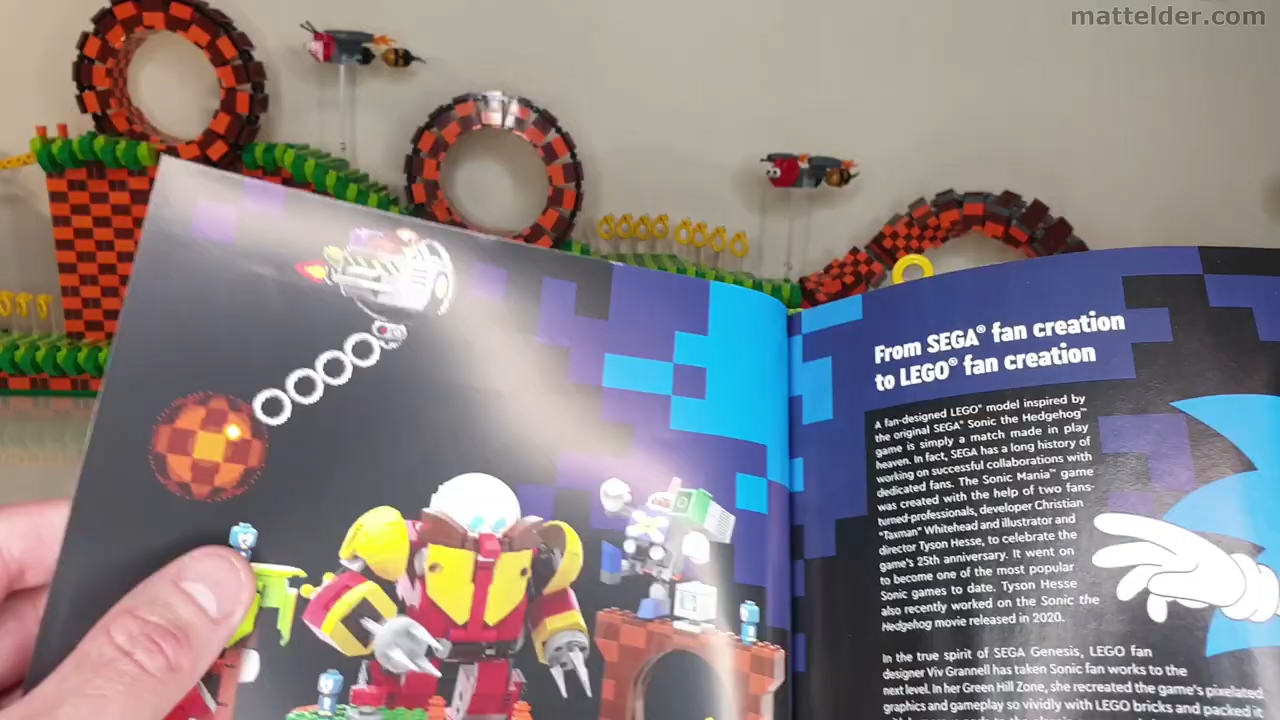 mattelder.com
From SEGA® fan creation
to LEGO® fan creation
A fan-designed LEGO® model inspired by
the original SEGA® Sonic the Hedgehog™
game is simply a match made in play
heaven. In fact, SEGA has a long history of
working on successful collaborations with
dedicated fans. The Sonic Mania™ game
was created with the help of two fans-
turned-professionals, developer Christian
"Taxman" Whitehead and illustrator and
director Tyson Hesse, to celebrate the
game's 25th anniversary. It went on
to become one of the most popular
Sonic games to date. Tyson Hesse
also recently worked on the Sonic the
Hedgehog movie released in 2020.
In the true spirit of SEGA Genesis, LEGO fan
designer Viv Grannell has taken Sonic fan works to the
next level. In her Green Hill Zone, she recreated the game's pixelated
graphics and gameplay so vividly with LEGO bricks and packed it